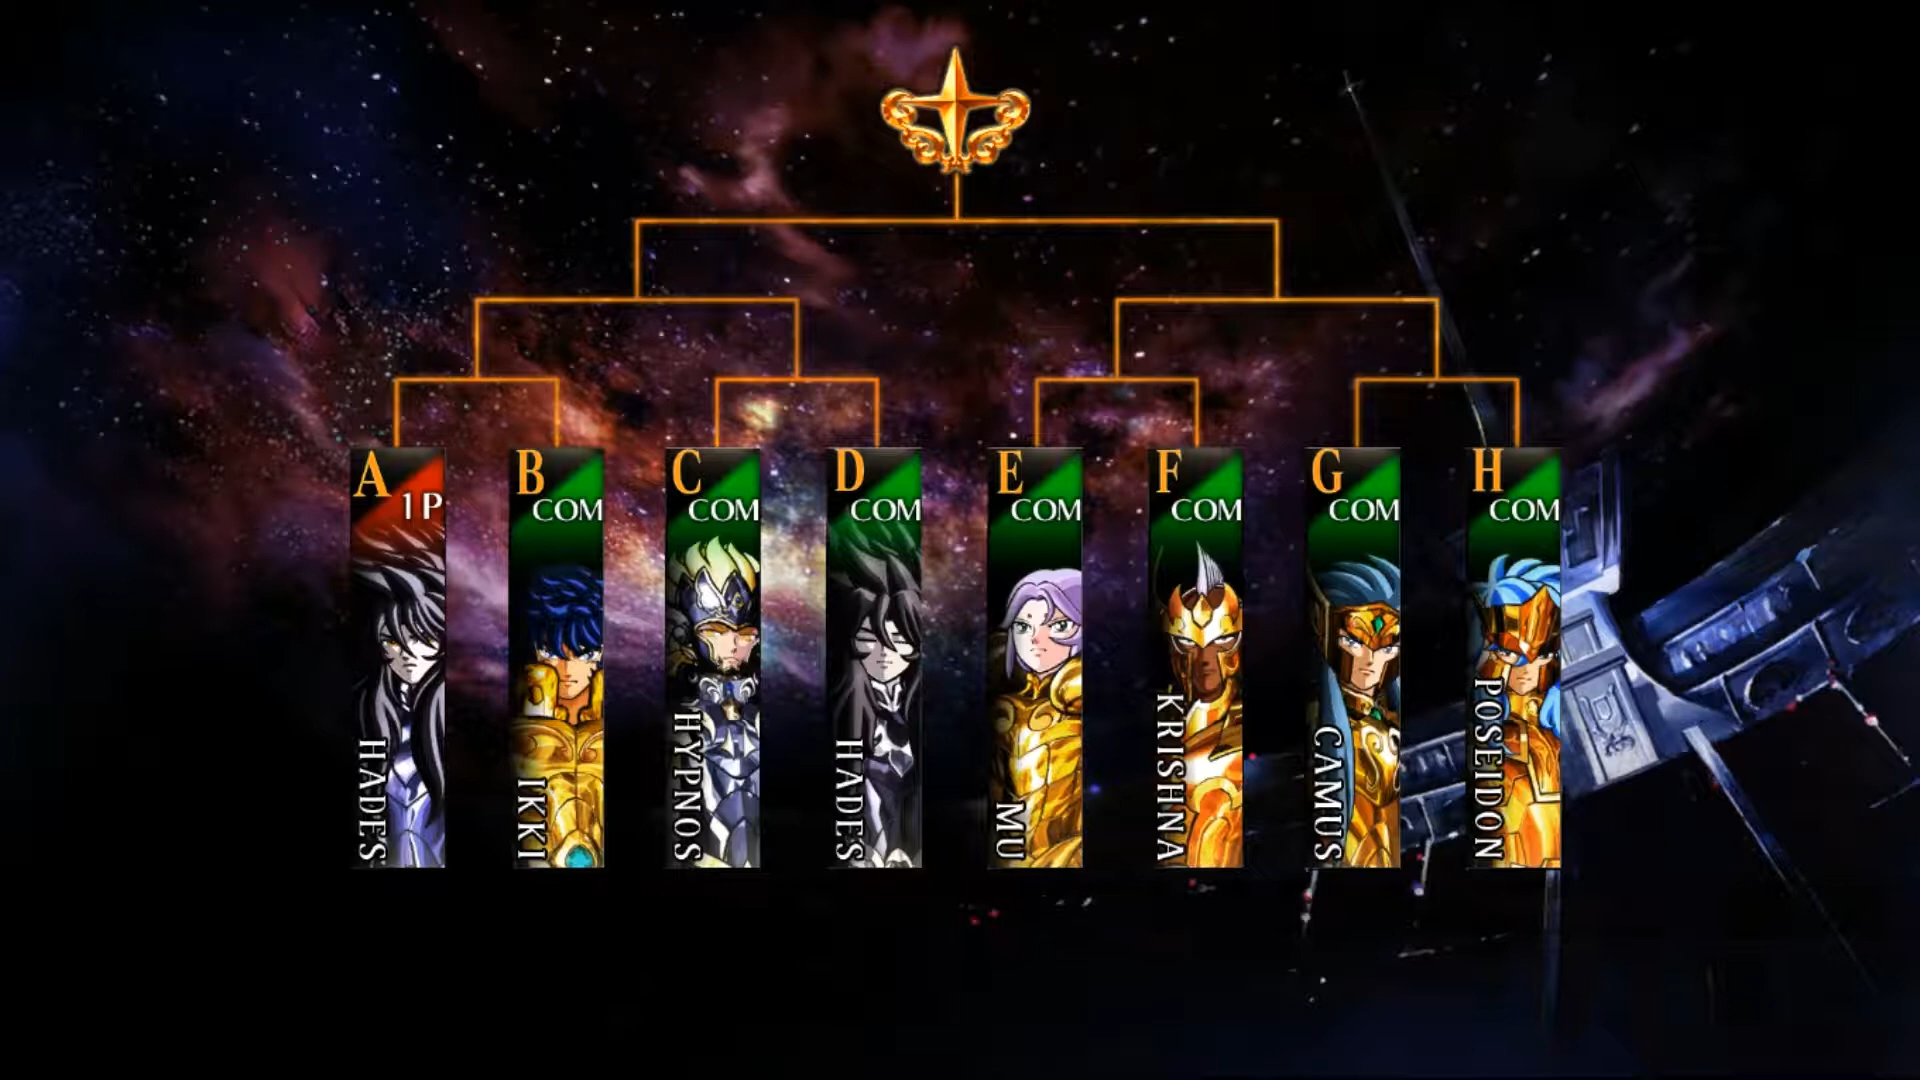 A
1P
HADES
B
COM
IKKI
C
COM
HYPNOS
D
COM
HADES
E
COM
MU
F
COM
KRISHNA
G
COM
CAMUS
H
COM
POSEIDON